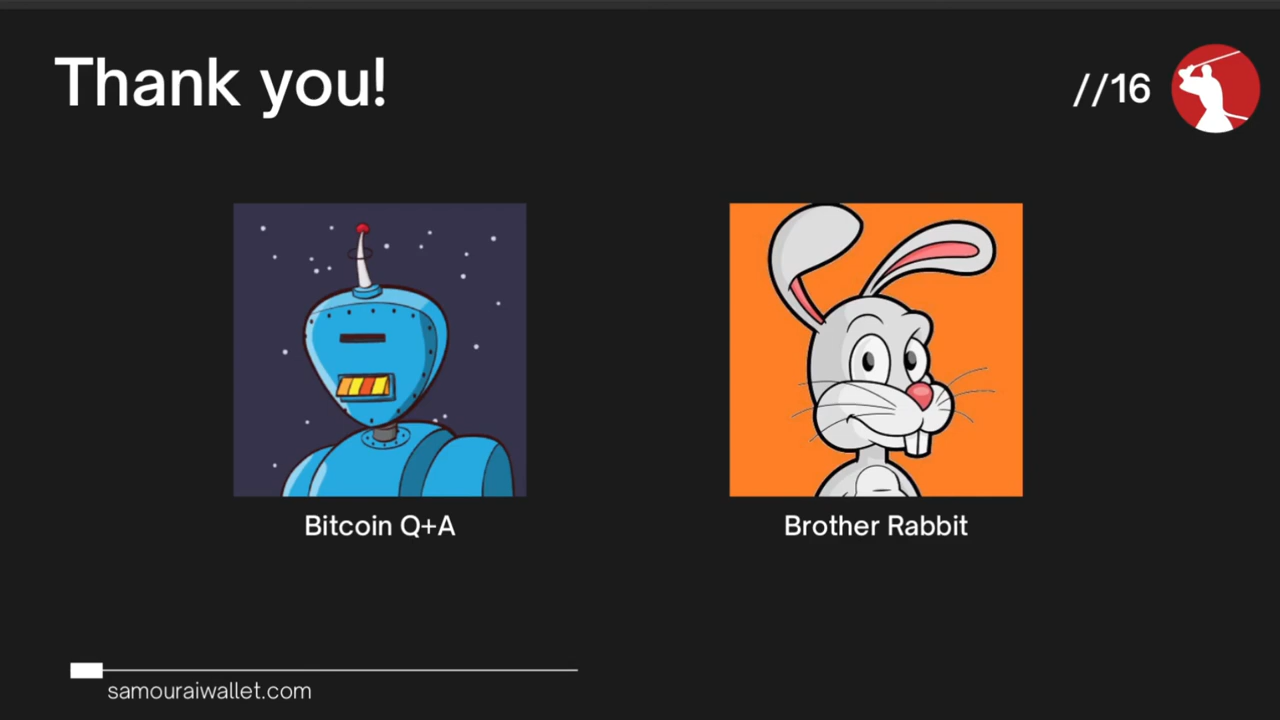 Thank you!
//16
Bitcoin Q+A
Brother Rabbit
samouraiwallet.com